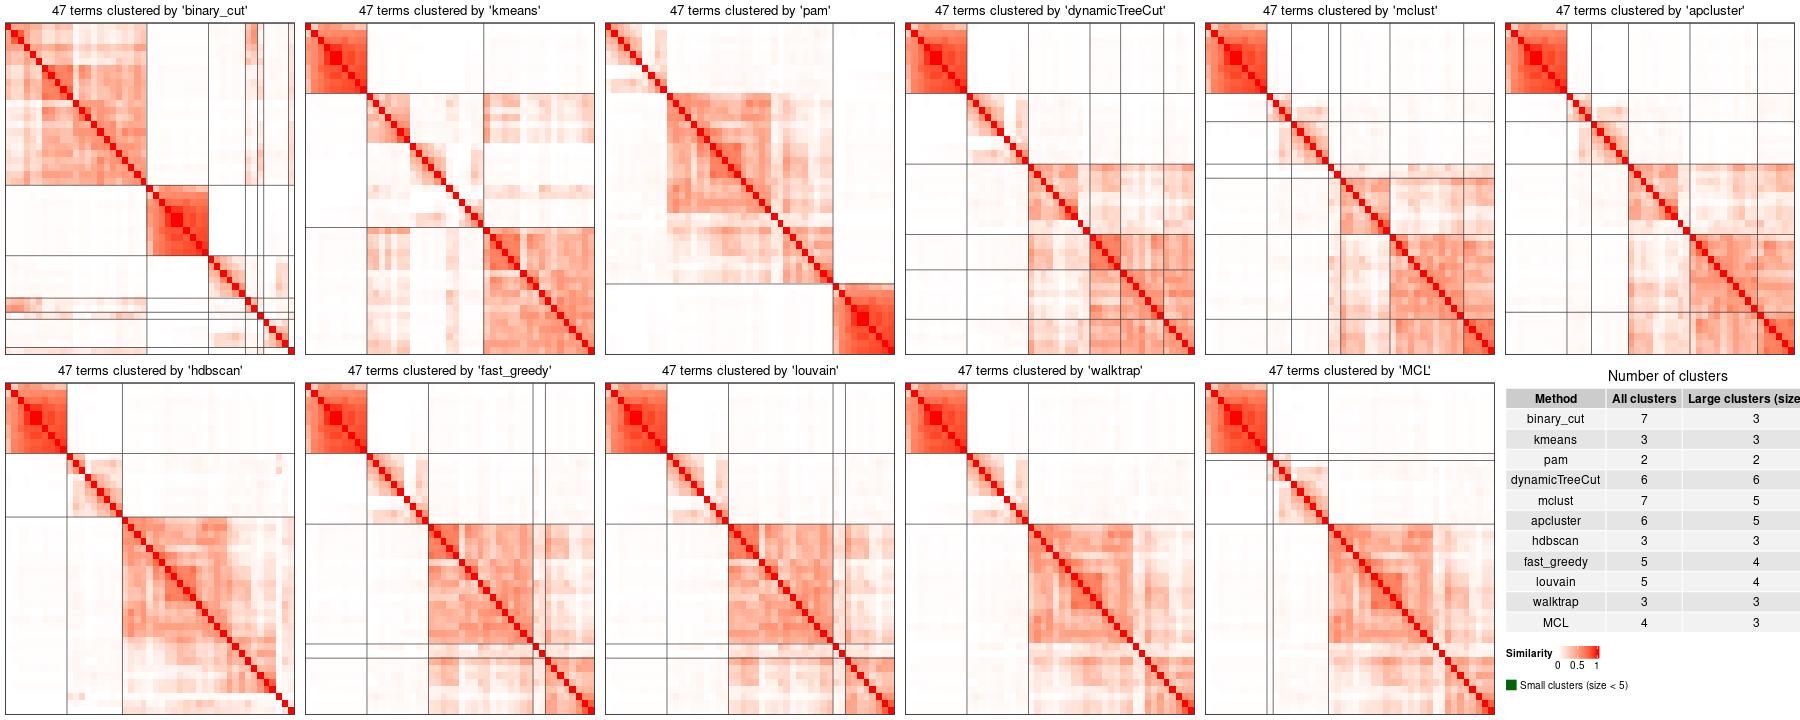 47 terms clustered by 'binary_cut'
47 terms clustered by 'kmeans'
47 terms clustered by 'pam'
47 terms clustered by 'dynamicTreeCut'
47 terms clustered by 'mclust'
47 terms clustered by 'apcluster'
47 terms clustered by 'hdbscan'
47 terms clustered by 'fast_greedy'
47 terms clustered by 'louvain'
47 terms clustered by 'walktrap'
47 terms clustered by 'MCL'
Number of clusters
Method All clusters Large clusters (size
binary_cut 7 3
kmeans 3 3
pam 2 2
dynamicTreeCut 6 6
mclust 7 5
apcluster 6 5
hdbscan 3 3
fast_greedy 5 4
louvain 5 4
walktrap 3 3
MCL 4 3
Similarity
0 0.5 1
Small clusters (size < 5)